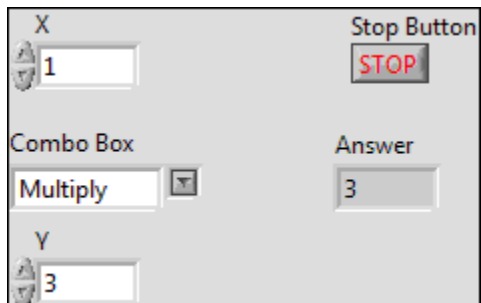 X
Stop Button
1
STOP
Combo Box
Answer
Multiply
3
Y
3